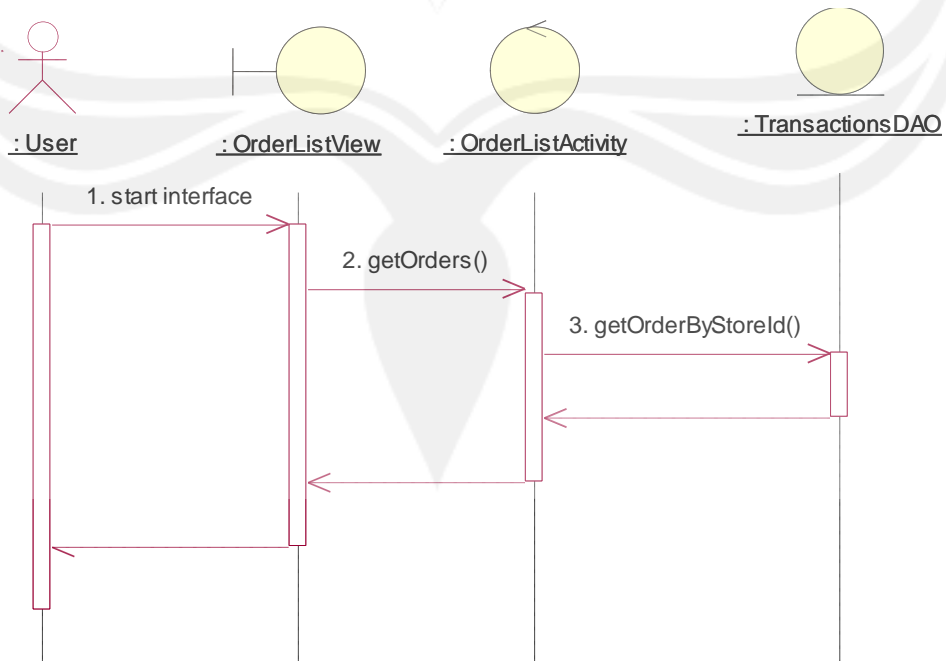 : User
: OrderListView
: OrderListActivity
: TransactionsDAO
1. start interface
2. getOrders()
3. getOrderByStoreId()